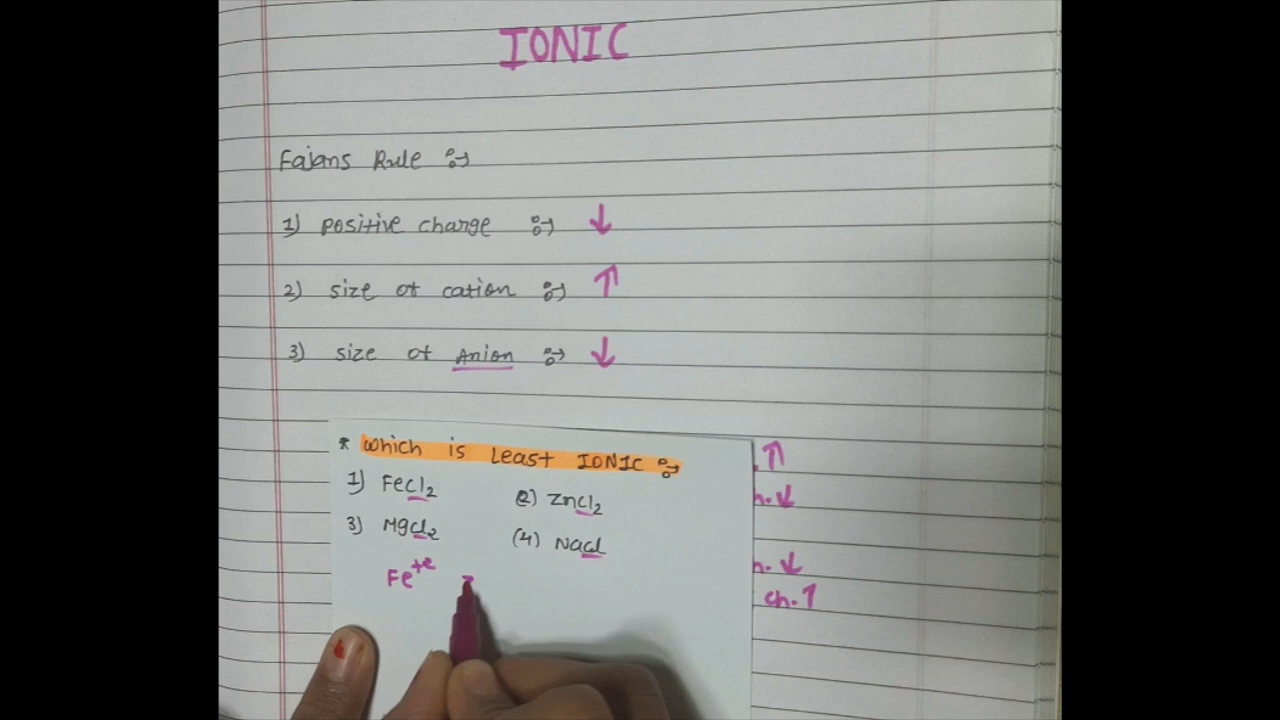 IONIC
Fajans Rule :-
1) positive charge :- ↓
2) size of cation :- ↑
3) size of Anion :- ↓
* which is Least IONIC :-
1) FeCl2 (2) ZnCl2
3) MgCl2 (4) Nacl
Fe+2
↑
h. ↓
h. ↓
ch. ↑